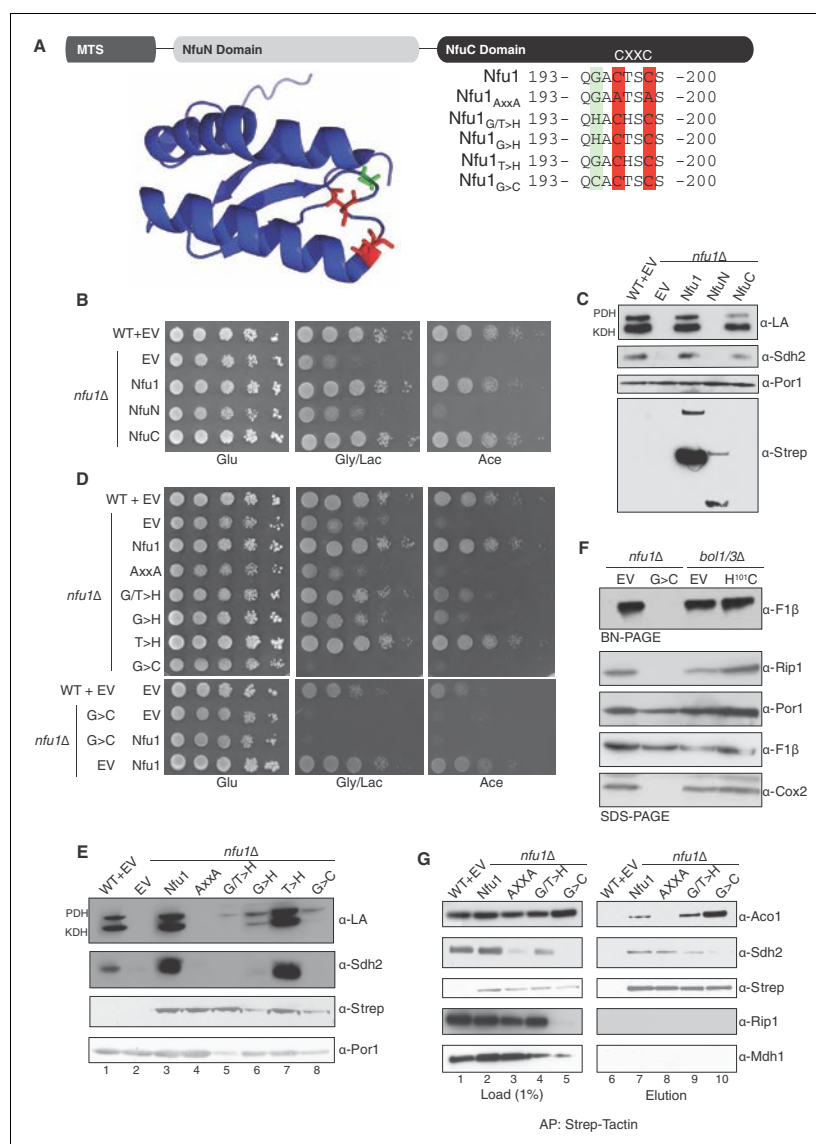 A
MTS
NfuN Domain
NfuC Domain
CXXC
Nfu1 193- QGACTSCS -200
Nfu1AxxA 193- QGAATSAS -200
Nfu1G/T>H 193- QHACHSCS -200
Nfu1G>H 193- QHACTSCS -200
Nfu1T>H 193- QGACHSCS -200
Nfu1G>C 193- QCACTSCS -200
B
WT+EV
EV
Nfu1
NfuN
NfuC
nfu1Δ
Glu
Gly/Lac
Ace
C
nfu1Δ
WT+EV
EV
Nfu1
NfuN
NfuC
PDH
KDH
α-LA
α-Sdh2
α-Por1
α-Strep
D
WT + EV
EV
Nfu1
AxxA
G/T>H
G>H
T>H
G>C
nfu1Δ
WT + EV EV
G>C EV
G>C Nfu1
EV Nfu1
nfu1Δ
Glu
Gly/Lac
Ace
F
nfu1Δ bol1/3Δ
EV G>C EV H101C
α-F1β
BN-PAGE
α-Rip1
α-Por1
α-F1β
α-Cox2
SDS-PAGE
E
nfu1Δ
WT+EV
EV
Nfu1
AXXA
G/T>H
G>H
T>H
G>C
PDH
KDH
α-LA
α-Sdh2
α-Strep
α-Por1
1 2 3 4 5 6 7 8
G
nfu1Δ
WT+EV
Nfu1
AXXA
G/T>H
G>C
nfu1Δ
WT+EV
Nfu1
AXXA
G/T>H
G>C
α-Aco1
α-Sdh2
α-Strep
α-Rip1
α-Mdh1
1 2 3 4 5 6 7 8 9 10
Load (1%)
Elution
AP: Strep-Tactin